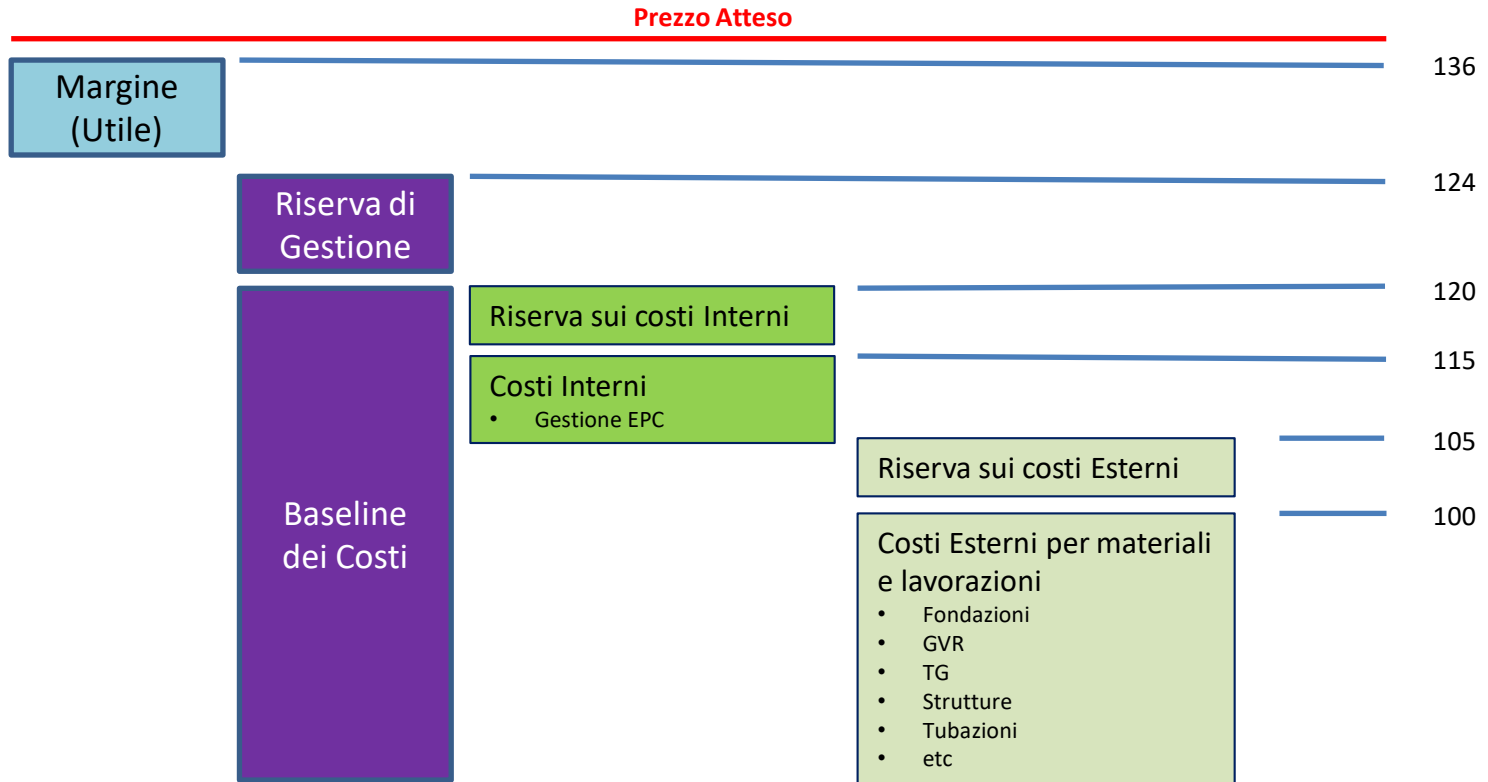 Prezzo Atteso
136
Margine
(Utile)
124
Riserva di
Gestione
120
Riserva sui costi Interni
115
Costi Interni
• Gestione EPC
105
Riserva sui costi Esterni
100
Baseline
dei Costi
Costi Esterni per materiali
e lavorazioni
• Fondazioni
• GVR
• TG
• Strutture
• Tubazioni
• etc